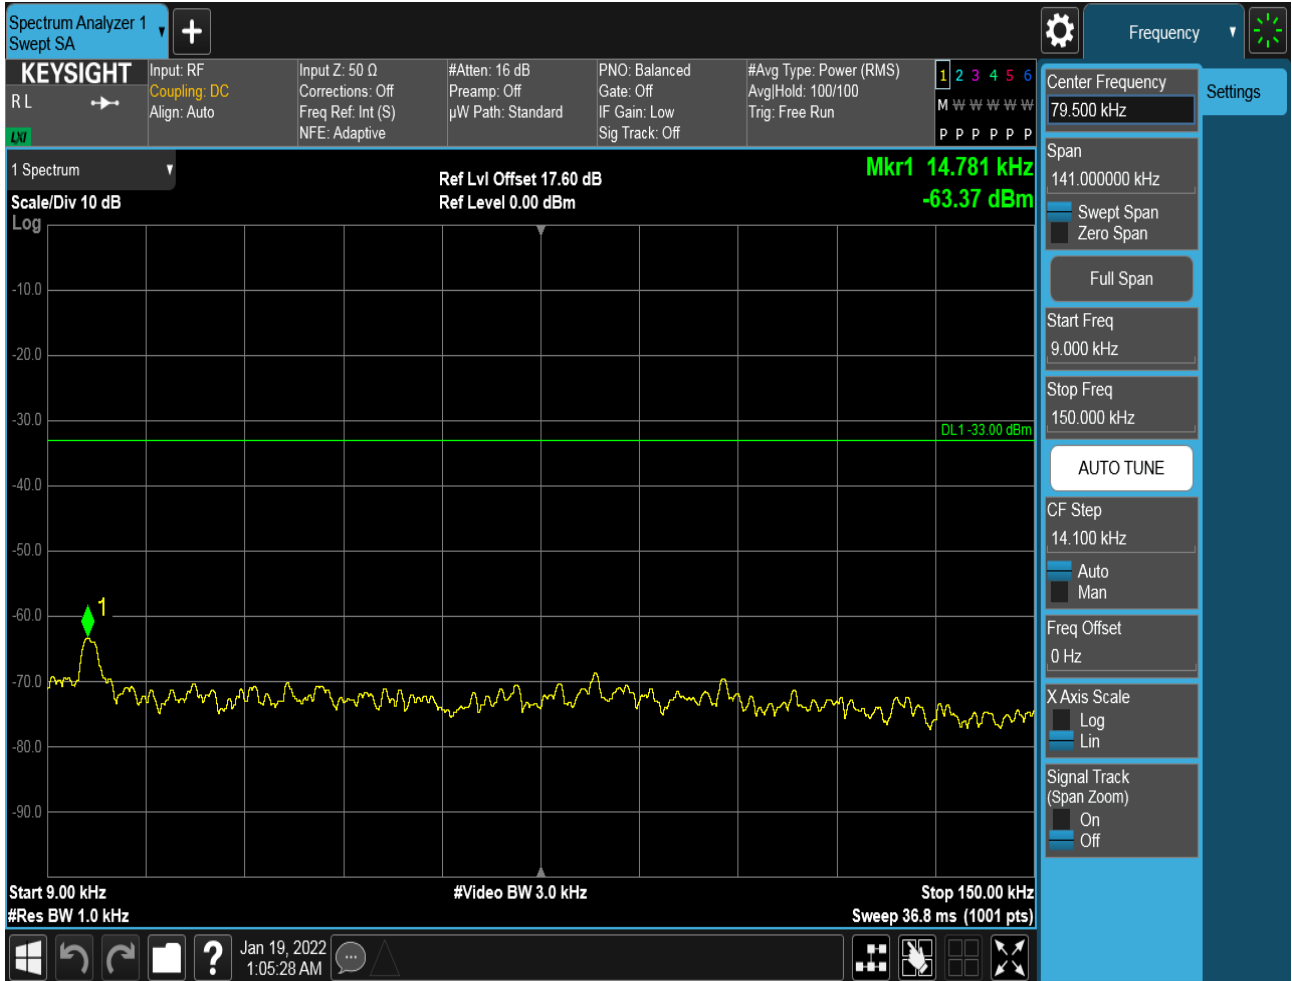 Spectrum Analyzer 1
Swept SA
Frequency
KEYSIGHT
R L
LXI
Input: RF
Coupling: DC
Align: Auto
Input Z: 50 Ω
Corrections: Off
Freq Ref: Int (S)
NFE: Adaptive
#Atten: 16 dB
Preamp: Off
µW Path: Standard
PNO: Balanced
Gate: Off
IF Gain: Low
Sig Track: Off
#Avg Type: Power (RMS)
Avg|Hold: 100/100
Trig: Free Run
1 2 3 4 5 6
M W W W W W
P P P P P P
1 Spectrum
Scale/Div 10 dB
Log
Ref Lvl Offset 17.60 dB
Ref Level 0.00 dBm
Mkr1 14.781 kHz
-63.37 dBm
-10.0
-20.0
-30.0
DL1 -33.00 dBm
-40.0
-50.0
-60.0
1
-70.0
-80.0
-90.0
Start 9.00 kHz
#Video BW 3.0 kHz
Stop 150.00 kHz
#Res BW 1.0 kHz
Sweep 36.8 ms (1001 pts)
Jan 19, 2022
1:05:28 AM
?
Center Frequency
79.500 kHz
Settings
Span
141.000000 kHz
Swept Span
Zero Span
Full Span
Start Freq
9.000 kHz
Stop Freq
150.000 kHz
AUTO TUNE
CF Step
14.100 kHz
Auto
Man
Freq Offset
0 Hz
X Axis Scale
Log
Lin
Signal Track
(Span Zoom)
On
Off